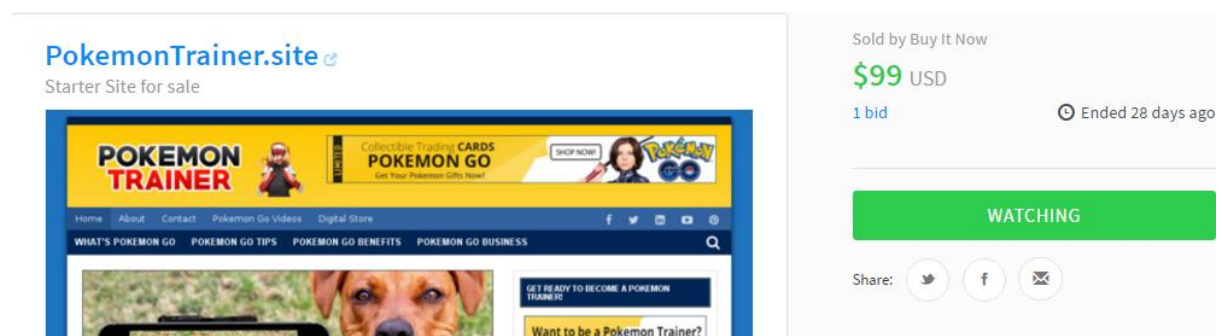 PokemonTrainer.site
Starter Site for sale
POKEMON
TRAINER
LIMITED
Collectible Trading CARDS
POKEMON GO
Get Your Pokemon Gifts Now!
SHOP NOW!
POKéMON
GO
Home About Contact Pokemon Go Videos Digital Store
WHAT'S POKEMON GO POKEMON GO TIPS POKEMON GO BENEFITS POKEMON GO BUSINESS
GET READY TO BECOME A POKEMON
TRAINER!
Want to be a Pokemon Trainer?
Sold by Buy It Now
$99 USD
1 bid Ended 28 days ago
WATCHING
Share: